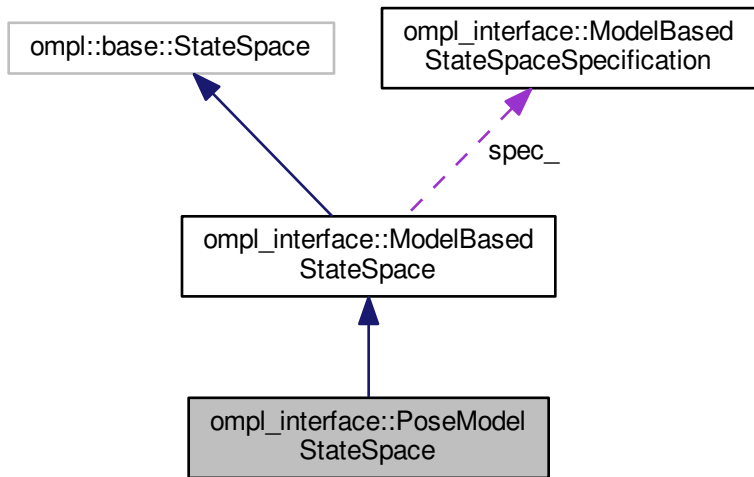 ompl::base::StateSpace
ompl_interface::ModelBased
StateSpaceSpecification
spec_
ompl_interface::ModelBased
StateSpace
ompl_interface::PoseModel
StateSpace